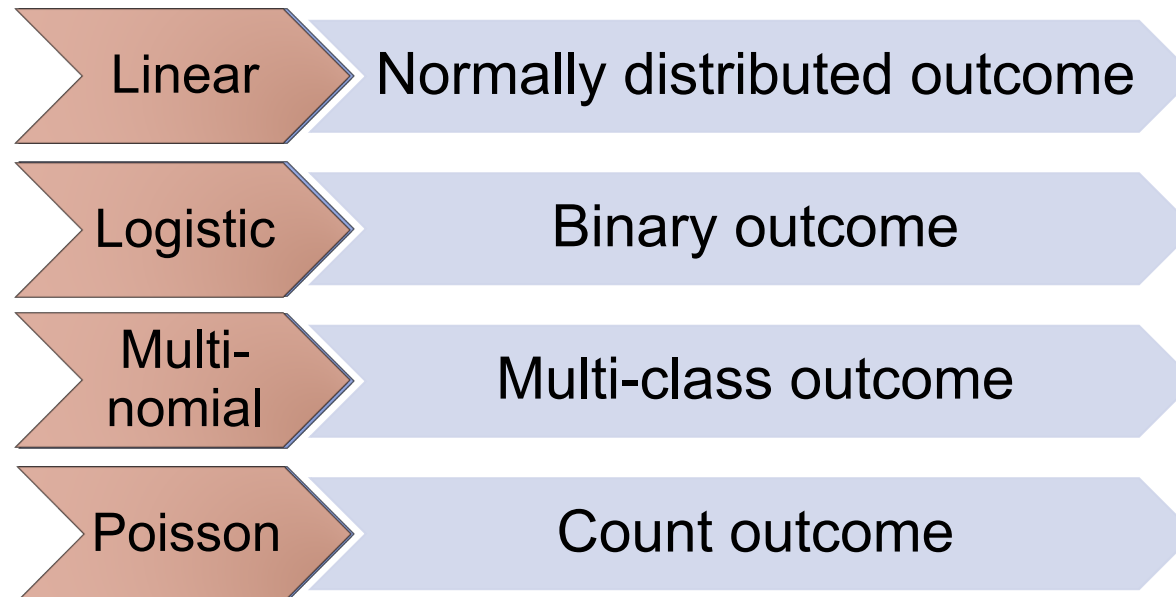 Linear
Normally distributed outcome
Logistic
Binary outcome
Multi-
nomial
Multi-class outcome
Poisson
Count outcome